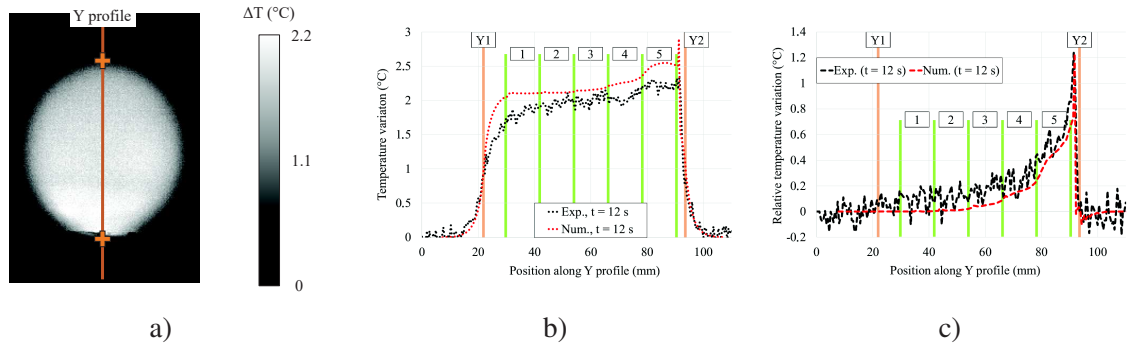 Y profile
ΔT (°C)
2.2
1.1
0
a)
Temperature variaton (°C)
3
2.5
2
1.5
1
0.5
0
Y1
1
2
3
4
5
Y2
Exp., t = 12 s
Num., t = 12 s
0 20 40 60 80 100
Position along Y profile (mm)
b)
Relative temperature variation (°C)
1.4
1.2
1
0.8
0.6
0.4
0.2
0
-0.2
Y1
Y2
Exp. (t = 12 s)
Num. (t = 12 s)
1
2
3
4
5
0 20 40 60 80 100
Position along Y profile (mm)
c)